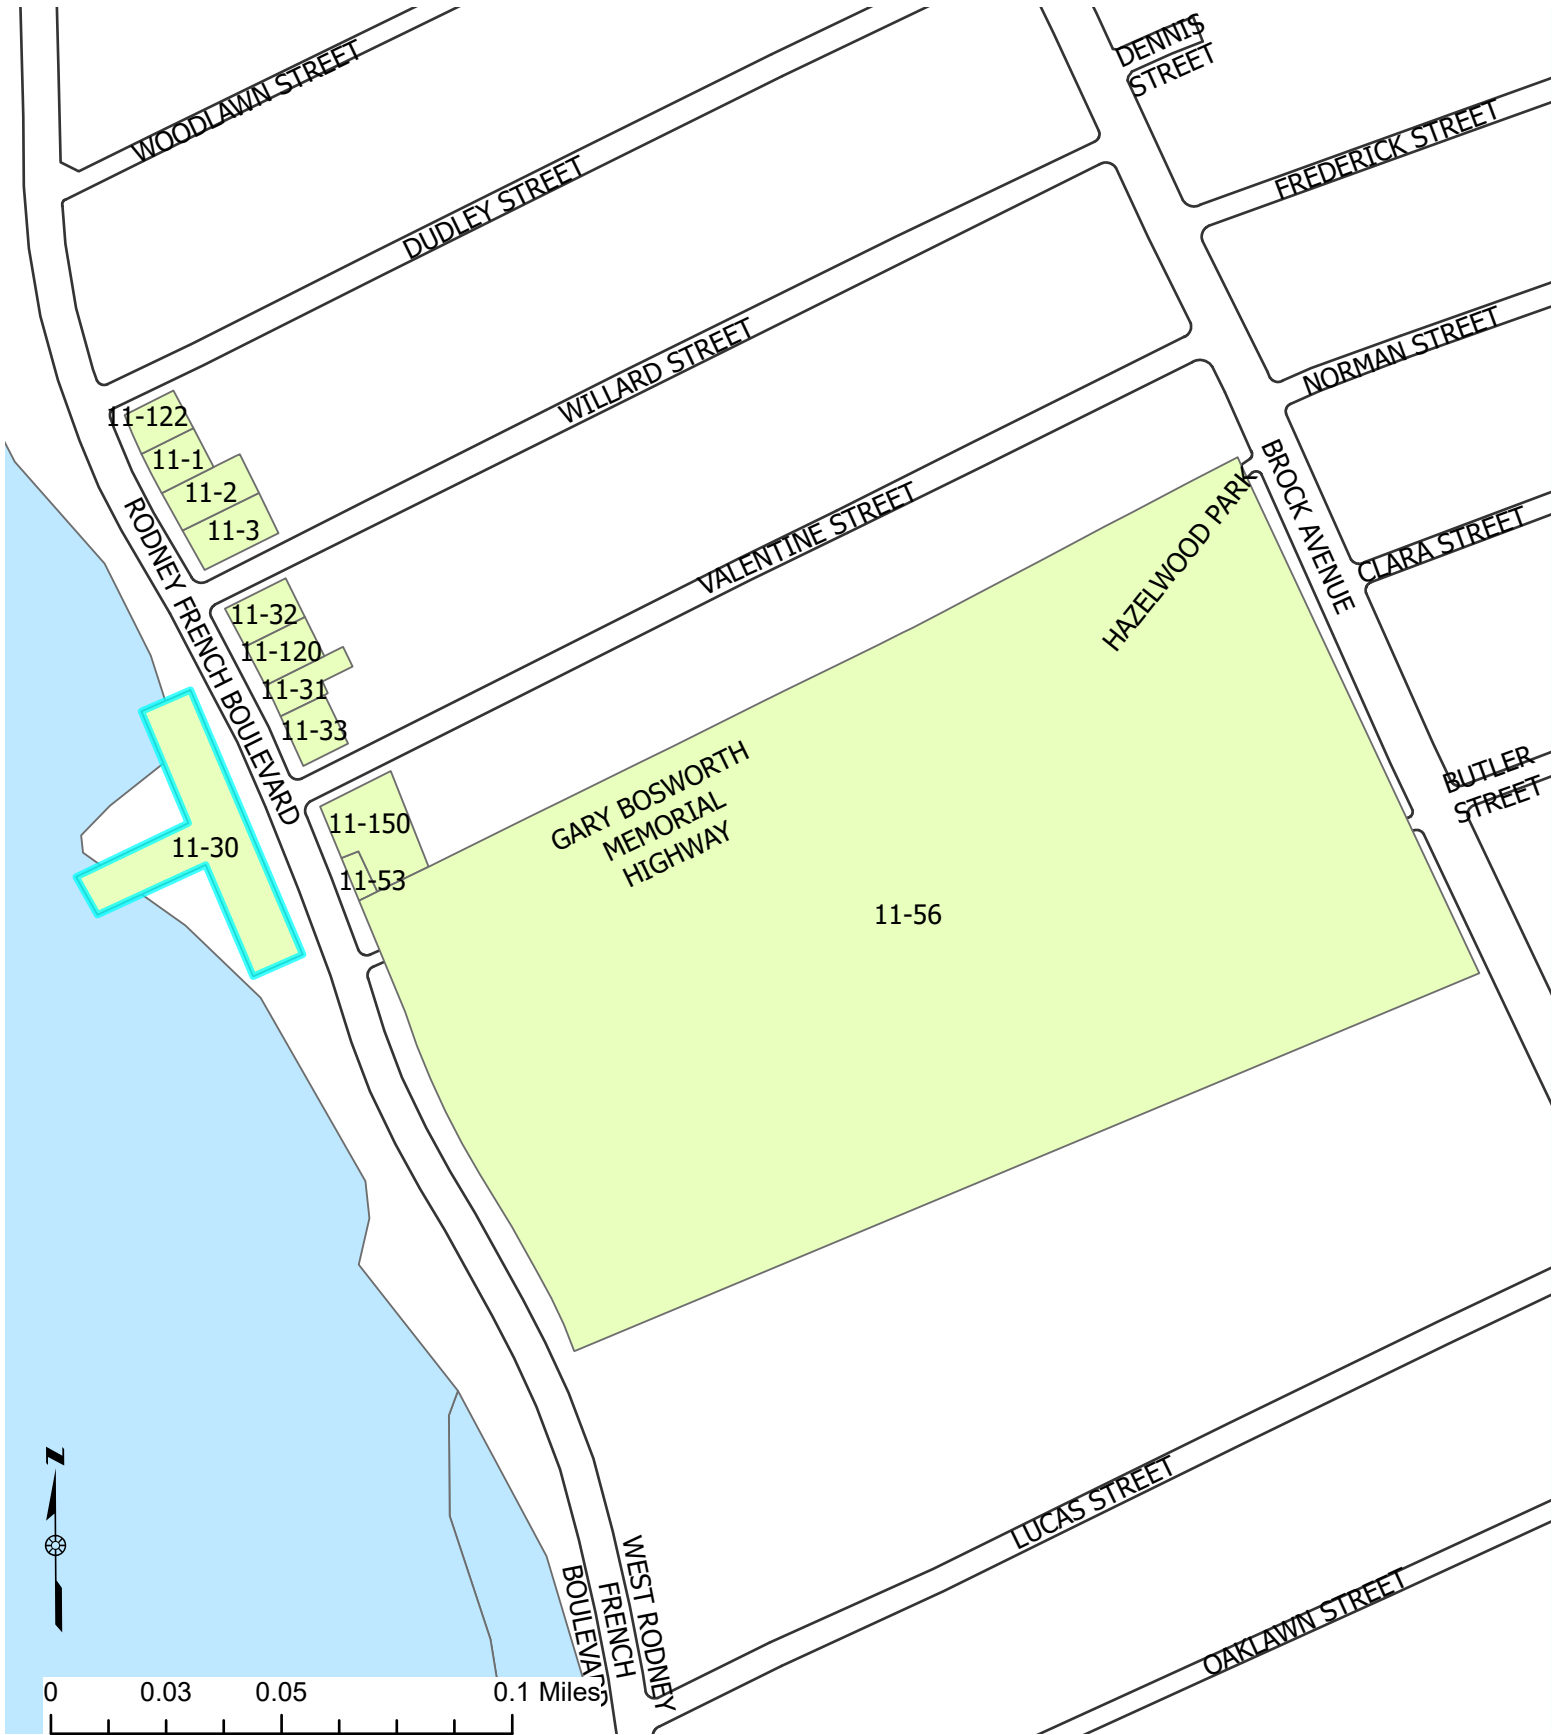 DENNIS
STREET
WOODLAWN STREET
FREDERICK STREET
DUDLEY STREET
NORMAN STREET
WILLARD STREET
11-122
11-1
11-2
11-3
BROCK AVENUE
HAZELWOOD PARK
VALENTINE STREET
CLARA STREET
RODNEY FRENCH BOULEVARD
11-32
11-120
11-31
11-33
BUTLER
STREET
GARY BOSWORTH
MEMORIAL
HIGHWAY
11-150
11-30
11-53
11-56
LUCAS STREET
N
WEST RODNEY
FRENCH
BOULEVARD
OAKLAWN STREET
0 0.03 0.05 0.1 Miles